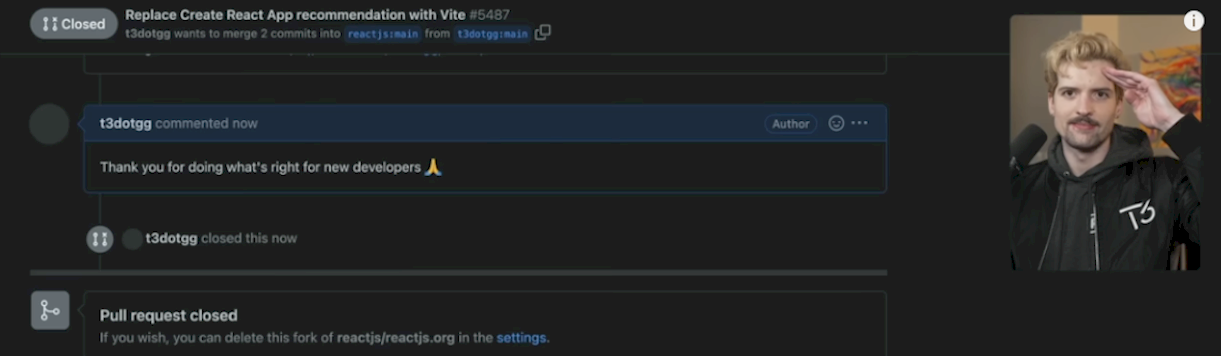 Closed
Replace Create React App recommendation with Vite #5487
t3dotgg wants to merge 2 commits into reactjs:main from t3dotgg:main
t3dotgg commented now
Author
Thank you for doing what's right for new developers 🙏
t3dotgg closed this now
Pull request closed
If you wish, you can delete this fork of reactjs/reactjs.org in the settings.
i
T3